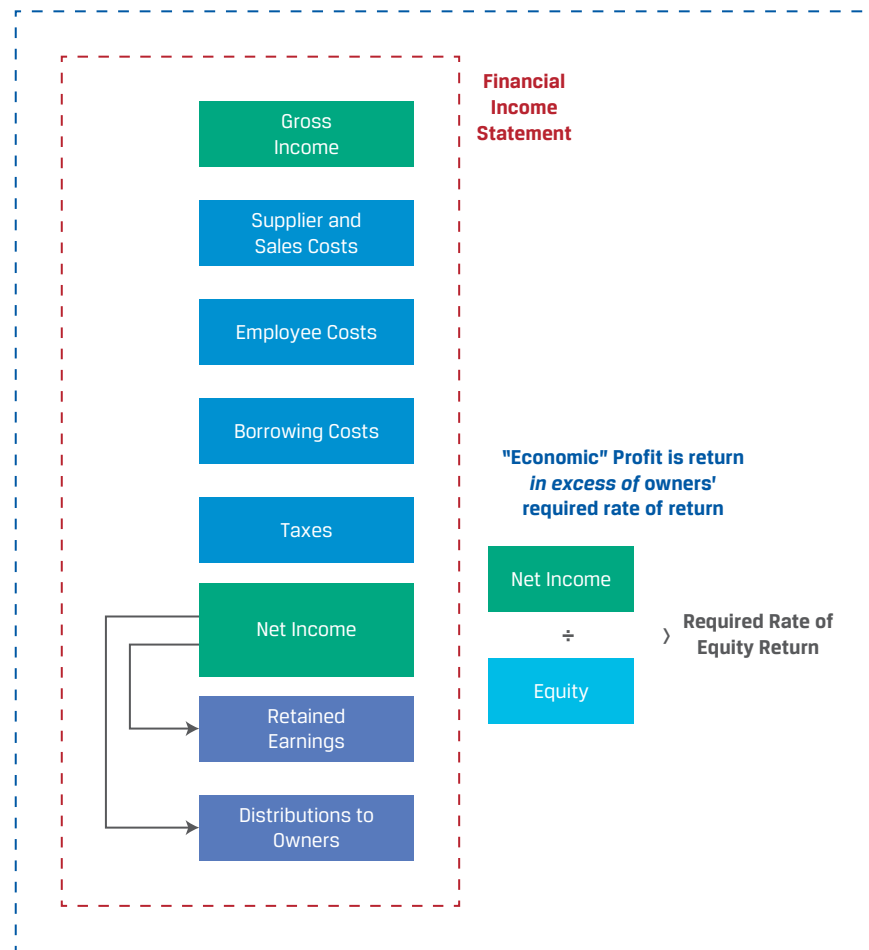 Financial
Income
Statement
Gross
Income
Supplier and
Sales Costs
Employee Costs
Borrowing Costs
Taxes
Net Income
Retained
Earnings
Distributions to
Owners
"Economic" Profit is return
in excess of owners'
required rate of return
Net Income
÷
Equity
〉 Required Rate of
Equity Return